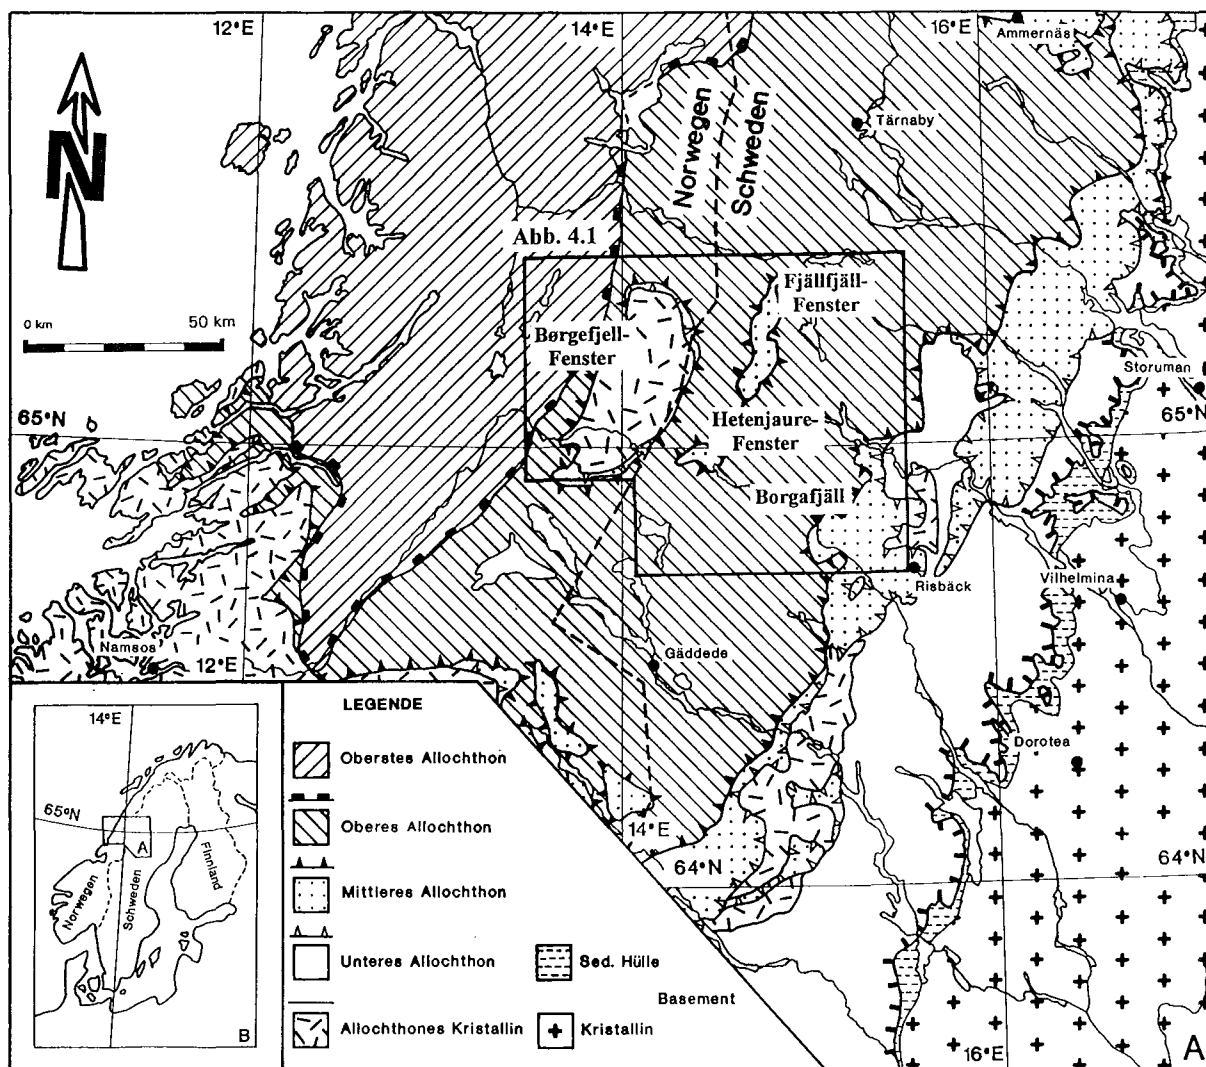 12°E
14°E
16°E
Ammernäs
Tärnaby
Norwegen
Schweden
N
Abb. 4.1
Fjällfjäll-
Fenster
0 km
50 km
Børgefjell-
Fenster
Storuman
65°N
65°N
Hetenjaure-
Fenster
Borgafjäll
Risbäck
Vilhelmina
Namsos
12°E
Gäddede
14°E
LEGENDE
Oberstes Allochthon
Oberes Allochthon
Mittleres Allochthon
Unteres Allochthon
Allochthones Kristallin
Sed. Hülle
Basement
Kristallin
Dorotea
14°E
64°N
64°N
65°N
A
Norwegen
Schweden
Finnland
B
16°E
A